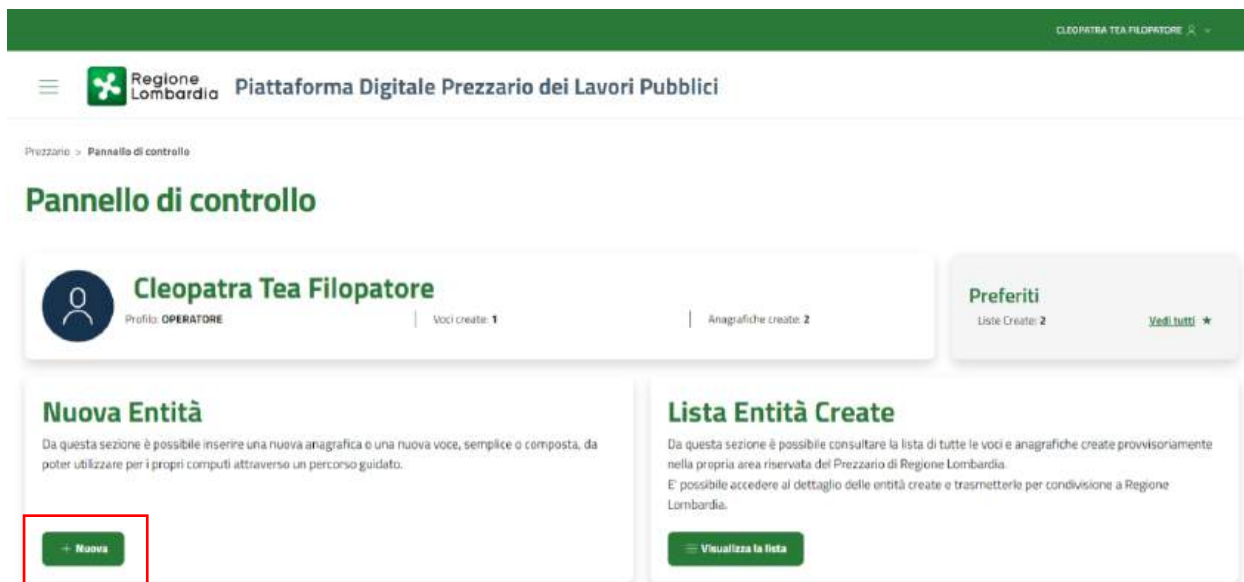 CLEOPATRA TEA FILOPATORE
Regione
Lombardia
Piattaforma Digitale Prezzario dei Lavori Pubblici
Prezzario > Pannello di controllo
Pannello di controllo
Cleopatra Tea Filopatore
Profilo: OPERATORE
Voci create: 1
Anagrafiche create: 2
Preferiti
Liste Create: 2
Vedi tutti ★
Nuova Entità
Da questa sezione è possibile inserire una nuova anagrafica o una nuova voce, semplice o composta, da
poter utilizzare per i propri computi attraverso un percorso guidato.
+ Nuova
Lista Entità Create
Da questa sezione è possibile consultare la lista di tutte le voci e anagrafiche create provvisoriamente
nella propria area riservata del Prezzario di Regione Lombardia.
E' possibile accedere al dettaglio delle entità create e trasmetterle per condivisione a Regione
Lombardia.
Visualizza la lista